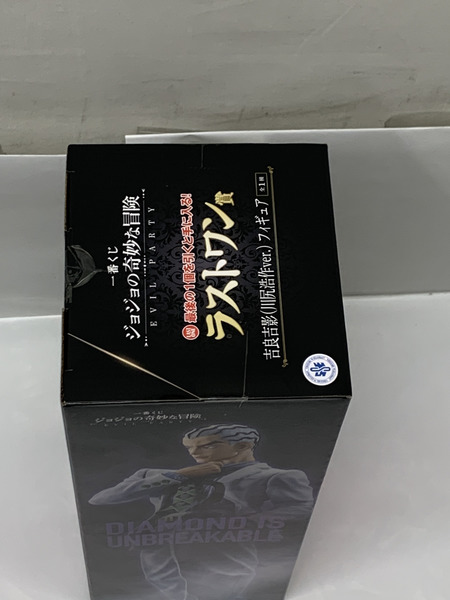 一番くじ
ジョジョの奇妙な冒険
EVIL PARTY
最後の1個を引くと手に入る!
ラストワン賞
吉良吉影(川尻浩作ver.)フィギュア 全1種
一番くじ
ジョジョの奇妙な冒険
DIAMOND IS
UNBREAKABLE